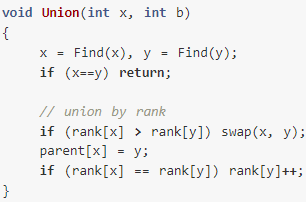 void Union(int x, int b)
{
x = Find(x), y = Find(y);
if (x==y) return;
// union by rank
if (rank[x] > rank[y]) swap(x, y);
parent[x] = y;
if (rank[x] == rank[y]) rank[y]++;
}